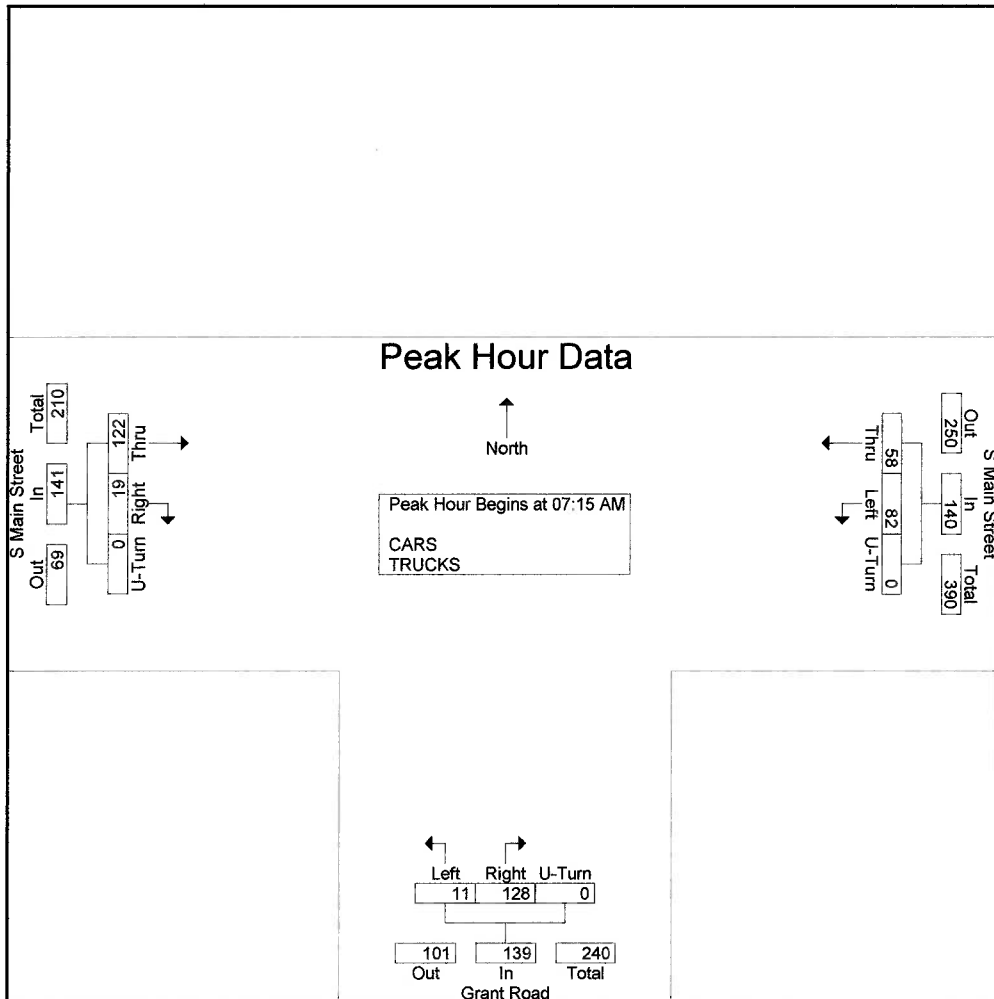 Peak Hour Data
North
Peak Hour Begins at 07:15 AM
CARS
TRUCKS
S Main Street
Out In Total
69 141 210
Right Thru U-Turn
19 122 0
S Main Street
Out In Total
250 140 390
Thru Left U-Turn
58 82 0
Left Right U-Turn
11 128 0
101 139 240
Out In Total
Grant Road